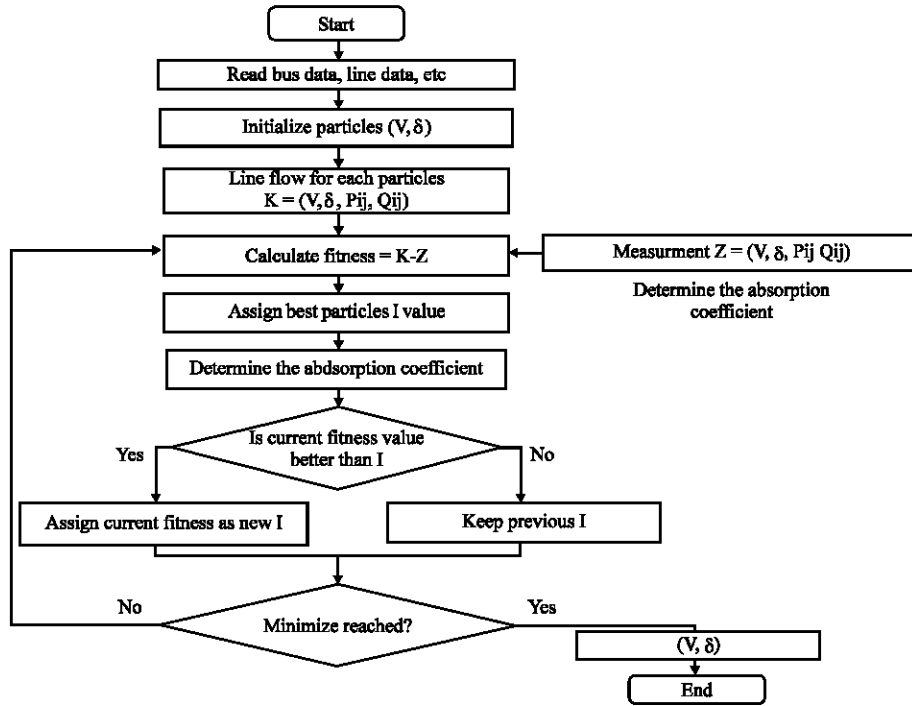 Start
Read bus data, line data, etc
Initialize particles (V, δ)
Line flow for each particles
K = (V, δ, Pij, Qij)
Calculate fitness = K-Z
Measurment Z = (V, δ, Pij Qij)
Determine the absorption
coefficient
Assign best particles I value
Determine the abdsorption coefficient
Is current fitness value
better than I
Yes
No
Assign current fitness as new I
Keep previous I
No
Yes
Minimize reached?
(V, δ)
End